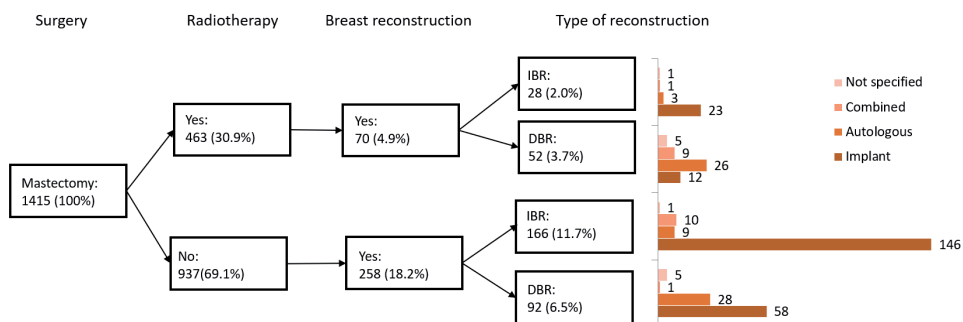 Surgery Radiotherapy Breast reconstruction Type of reconstruction
Mastectomy:
1415 (100%)
Yes:
463 (30.9%)
Yes:
70 (4.9%)
IBR:
28 (2.0%)
1
1
3
23
DBR:
52 (3.7%)
5
9
26
12
No:
937(69.1%)
Yes:
258 (18.2%)
IBR:
166 (11.7%)
1
10
9
146
DBR:
92 (6.5%)
5
1
28
58
Not specified
Combined
Autologous
Implant